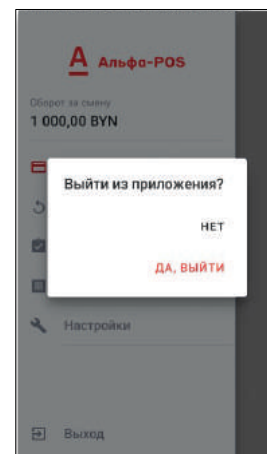 А Альфа-POS
Оборот за смену
1 000,00 BYN
Выйти из приложения?
НЕТ
ДА, ВЫЙТИ
Настройки
Выход